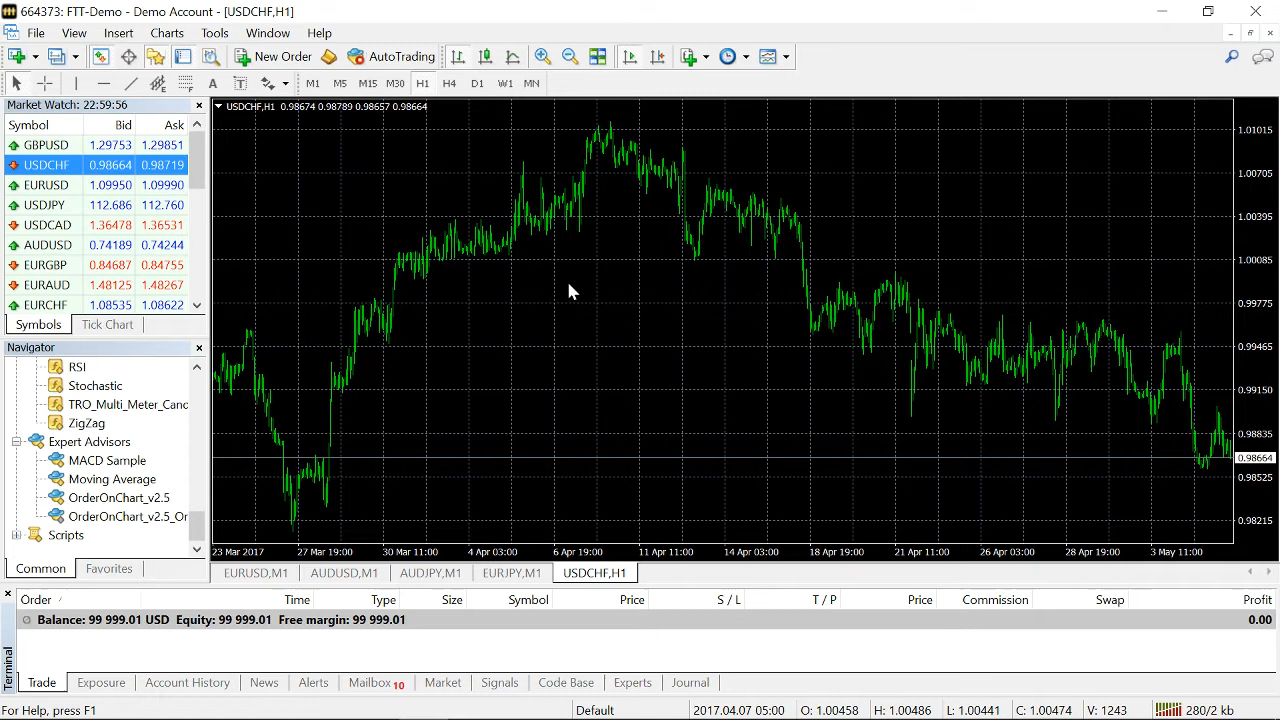 664373: FTT-Demo - Demo Account - [USDCHF,H1]
File View Insert Charts Tools Window Help
New Order AutoTrading
A T M1 M5 M15 M30 H1 H4 D1 W1 MN
Market Watch: 22:59:56
Symbol Bid Ask
GBPUSD 1.29753 1.29851
USDCHF 0.98664 0.98719
EURUSD 1.09950 1.09990
USDJPY 112.686 112.760
USDCAD 1.36478 1.36531
AUDUSD 0.74189 0.74244
EURGBP 0.84687 0.84755
EURAUD 1.48123 1.48267
EURCHF 1.08535 1.08622
Symbols Tick Chart
Navigator
RSI
Stochastic
TRO_Multi_Meter_Canc
ZigZag
Expert Advisors
MACD Sample
Moving Average
OrderOnChart_v2.5
OrderOnChart_v2.5_Or
Scripts
Common Favorites
USDCHF,H1 0.98674 0.98789 0.98657 0.98664
1.01015
1.00705
1.00395
1.00085
0.99775
0.99465
0.99150
0.98835
0.98664
0.98525
0.98215
23 Mar 2017 27 Mar 19:00 30 Mar 11:00 4 Apr 03:00 6 Apr 19:00 11 Apr 11:00 14 Apr 03:00 18 Apr 19:00 21 Apr 11:00 26 Apr 03:00 28 Apr 19:00 3 May 11:00
EURUSD,M1 AUDUSD,M1 AUDJPY,M1 EURJPY,M1 USDCHF,H1
Order Time Type Size Symbol Price S / L T / P Price Commission Swap Profit
Balance: 99 999.01 USD Equity: 99 999.01 Free margin: 99 999.01 0.00
Terminal
Trade Exposure Account History News Alerts Mailbox 10 Market Signals Code Base Experts Journal
For Help, press F1 Default 2017.04.07 05:00 O: 1.00458 H: 1.00486 L: 1.00441 C: 1.00474 V: 1243 280/2 kb